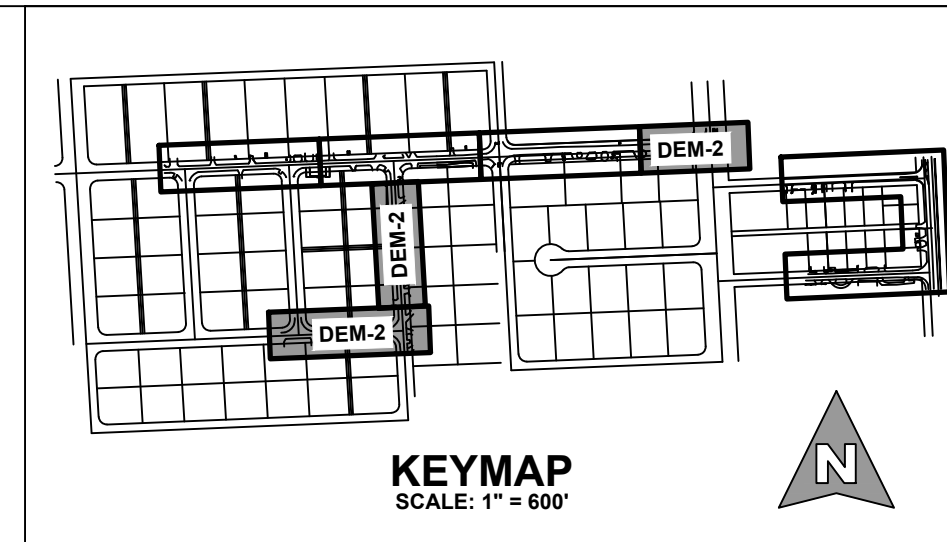 DEM-2
DEM-2
DEM-2
KEYMAP
SCALE: 1" = 600'
N